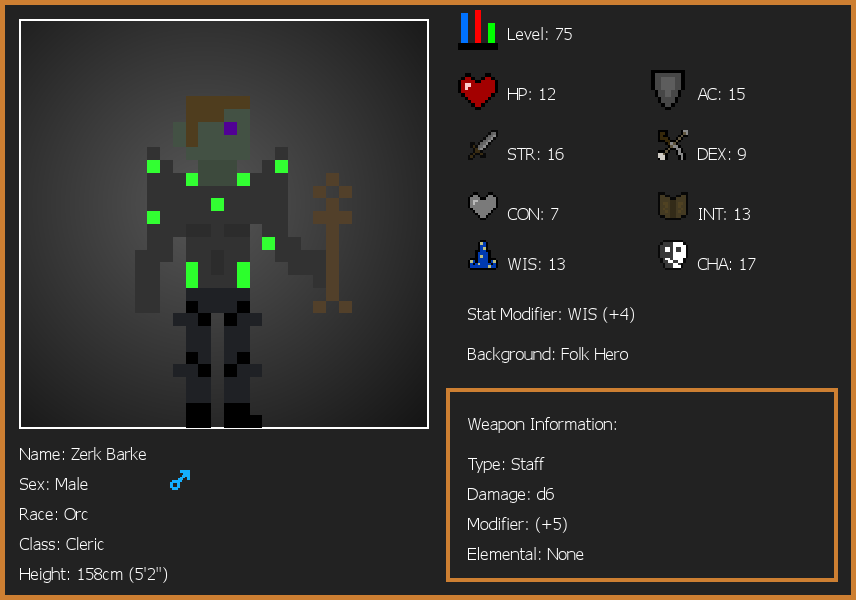 Level: 75
HP: 12
AC: 15
STR: 16
DEX: 9
CON: 7
INT: 13
WIS: 13
CHA: 17
Stat Modifier: WIS (+4)
Background: Folk Hero
Weapon Information:
Type: Staff
Damage: d6
Modifier: (+5)
Elemental: None
Name: Zerk Barke
Sex: Male
Race: Orc
Class: Cleric
Height: 158cm (5'2")